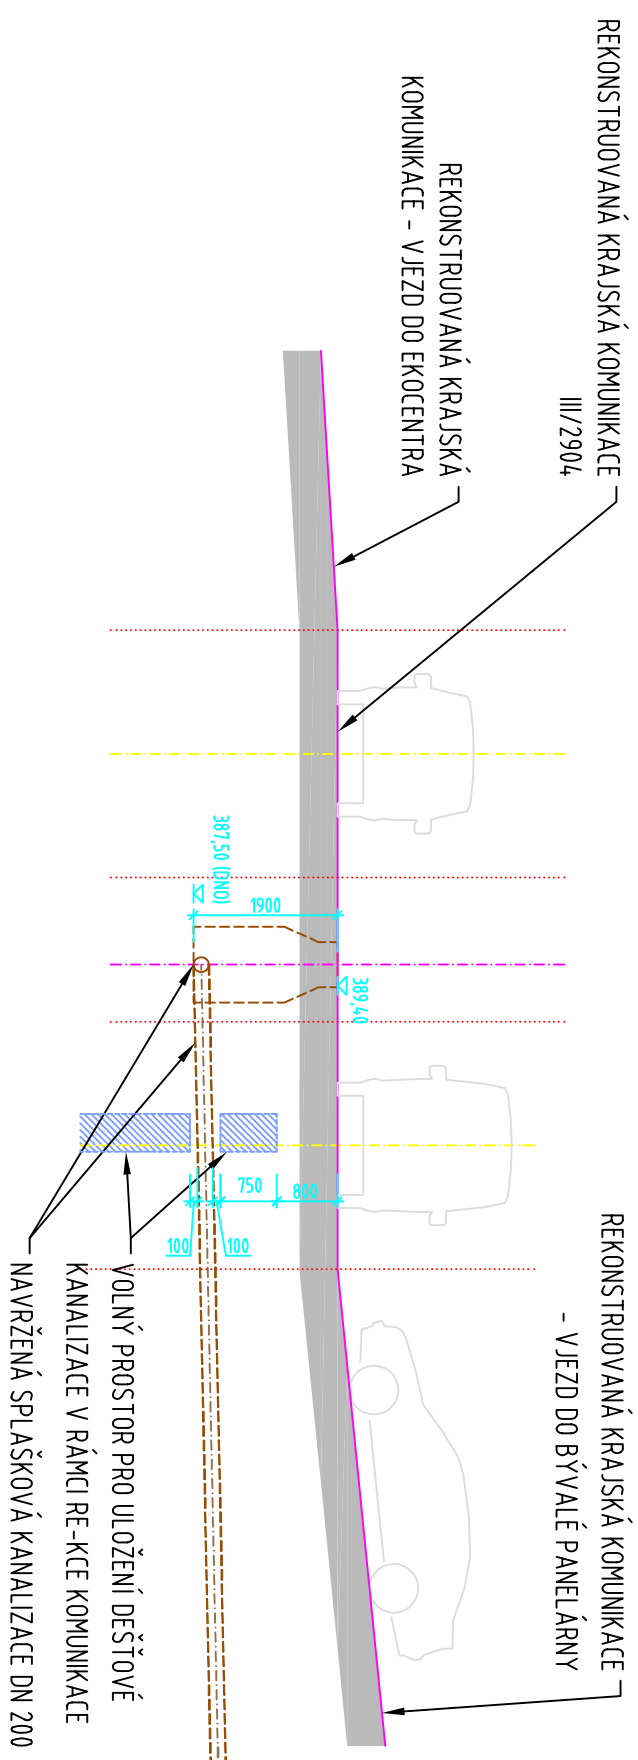 REKONSTRUOVANÁ KRAJSKÁ KOMUNIKACE
III/2904
REKONSTRUOVANÁ KRAJSKÁ
KOMUNIKACE - VJEZD DO EKOCENTRA
REKONSTRUOVANÁ KRAJSKÁ KOMUNIKACE
- VJEZD DO BÝVALÉ PANELÁRNY
389,40
1900
387,50 (DNO)
800
750
100
100
VOLNÝ PROSTOR PRO ULOŽENÍ DEŠŤOVÉ
KANALIZACE V RÁMCI RE-KCE KOMUNIKACE
NAVRŽENÁ SPLAŠKOVÁ KANALIZACE DN 200